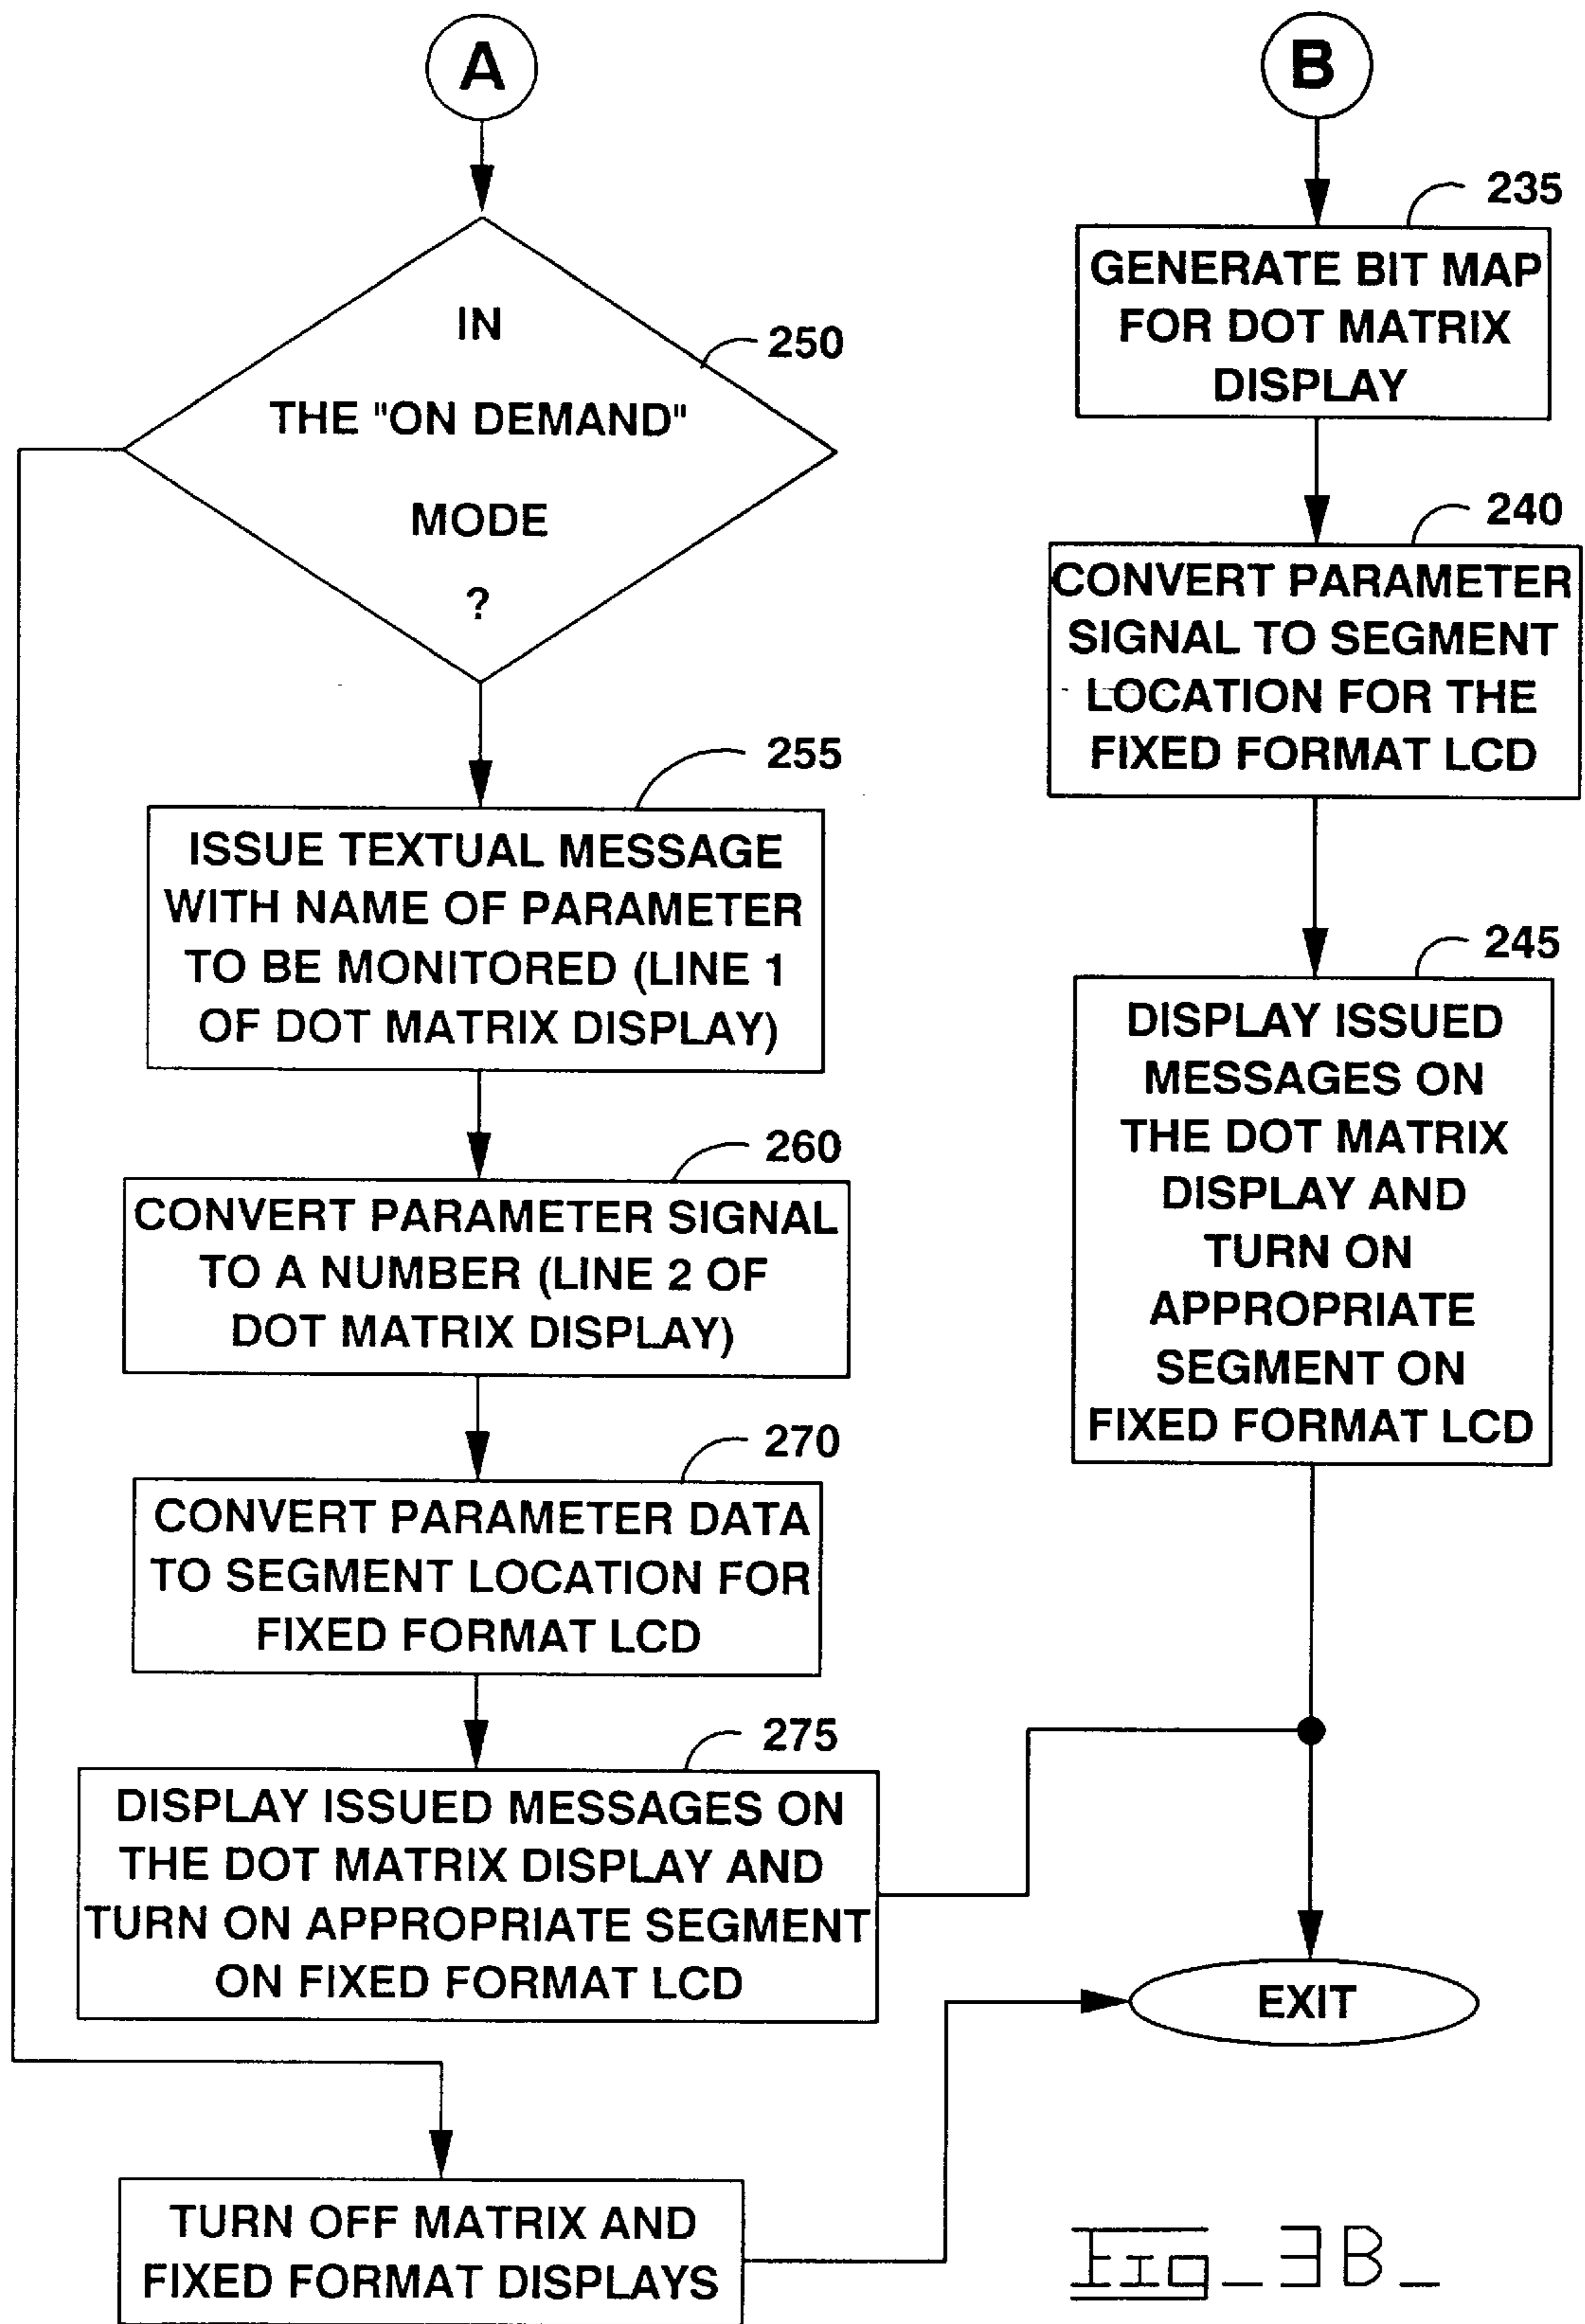 A
IN
THE "ON DEMAND"
MODE
?
250
255
ISSUE TEXTUAL MESSAGE
WITH NAME OF PARAMETER
TO BE MONITORED (LINE 1
OF DOT MATRIX DISPLAY)
260
CONVERT PARAMETER SIGNAL
TO A NUMBER (LINE 2 OF
DOT MATRIX DISPLAY)
270
CONVERT PARAMETER DATA
TO SEGMENT LOCATION FOR
FIXED FORMAT LCD
275
DISPLAY ISSUED MESSAGES ON
THE DOT MATRIX DISPLAY AND
TURN ON APPROPRIATE SEGMENT
ON FIXED FORMAT LCD
TURN OFF MATRIX AND
FIXED FORMAT DISPLAYS
B
235
GENERATE BIT MAP
FOR DOT MATRIX
DISPLAY
240
CONVERT PARAMETER
SIGNAL TO SEGMENT
LOCATION FOR THE
FIXED FORMAT LCD
245
DISPLAY ISSUED
MESSAGES ON
THE DOT MATRIX
DISPLAY AND
TURN ON
APPROPRIATE
SEGMENT ON
FIXED FORMAT LCD
EXIT
Fig_3B_